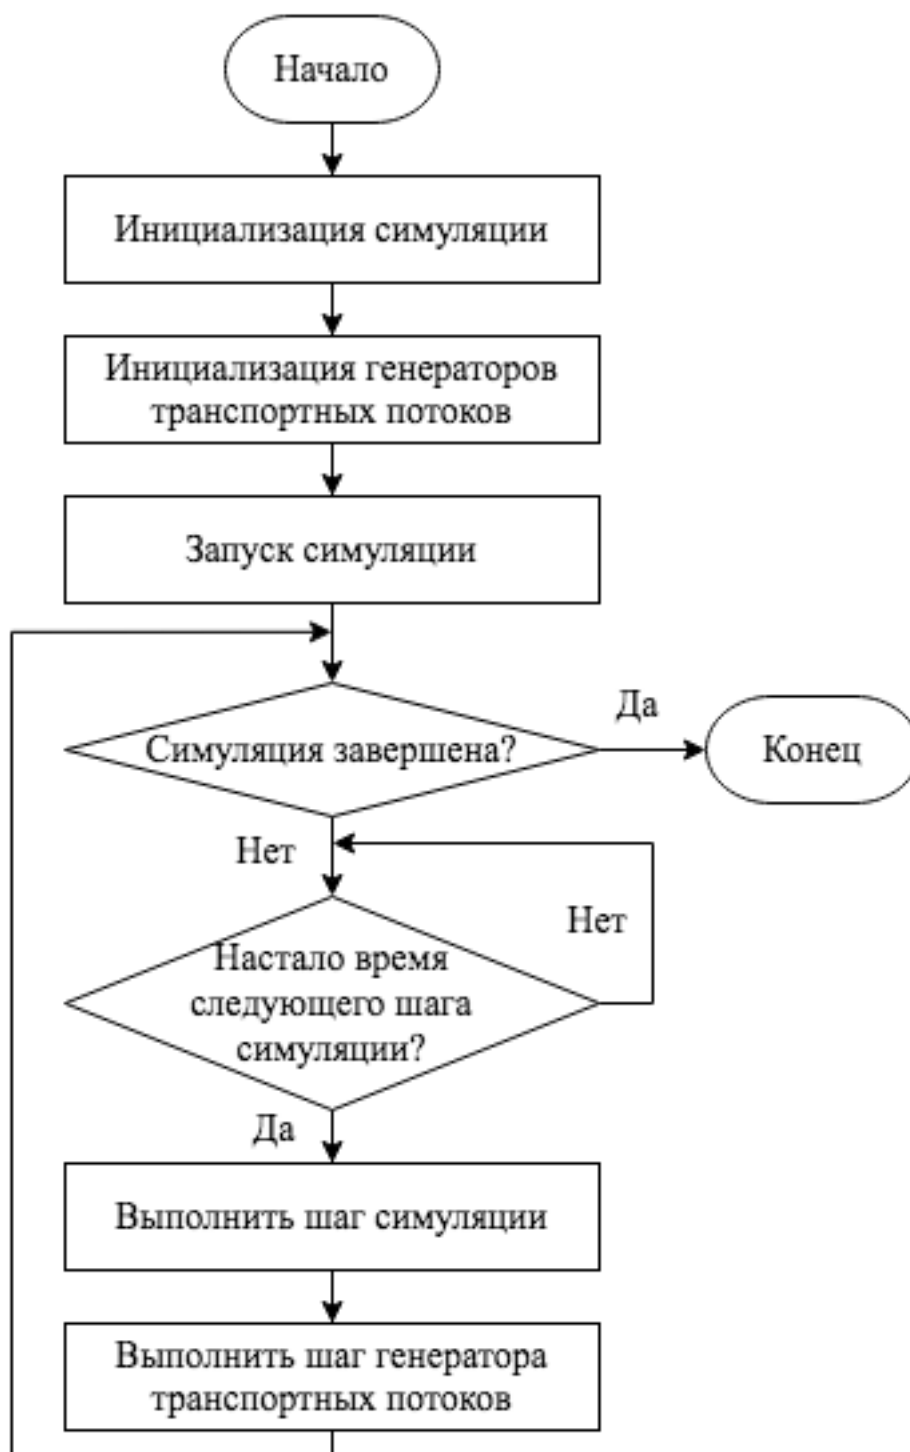 Начало
Инициализация симуляции
Инициализация генераторов
транспортных потоков
Запуск симуляции
Симуляция завершена?
Да
Конец
Нет
Нет
Настало время
следующего шага
симуляции?
Да
Выполнить шаг симуляции
Выполнить шаг генератора
транспортных потоков